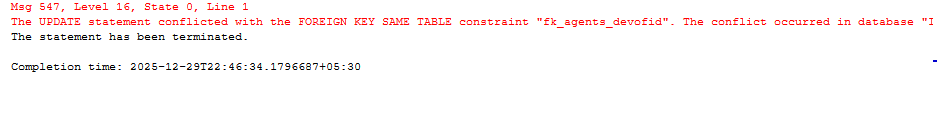 Msg 547, Level 16, State 0, Line 1
The UPDATE statement conflicted with the FOREIGN KEY SAME TABLE constraint "fk_agents_devofid". The conflict occurred in database "I
The statement has been terminated.
Completion time: 2025-12-29T22:46:34.1796687+05:30